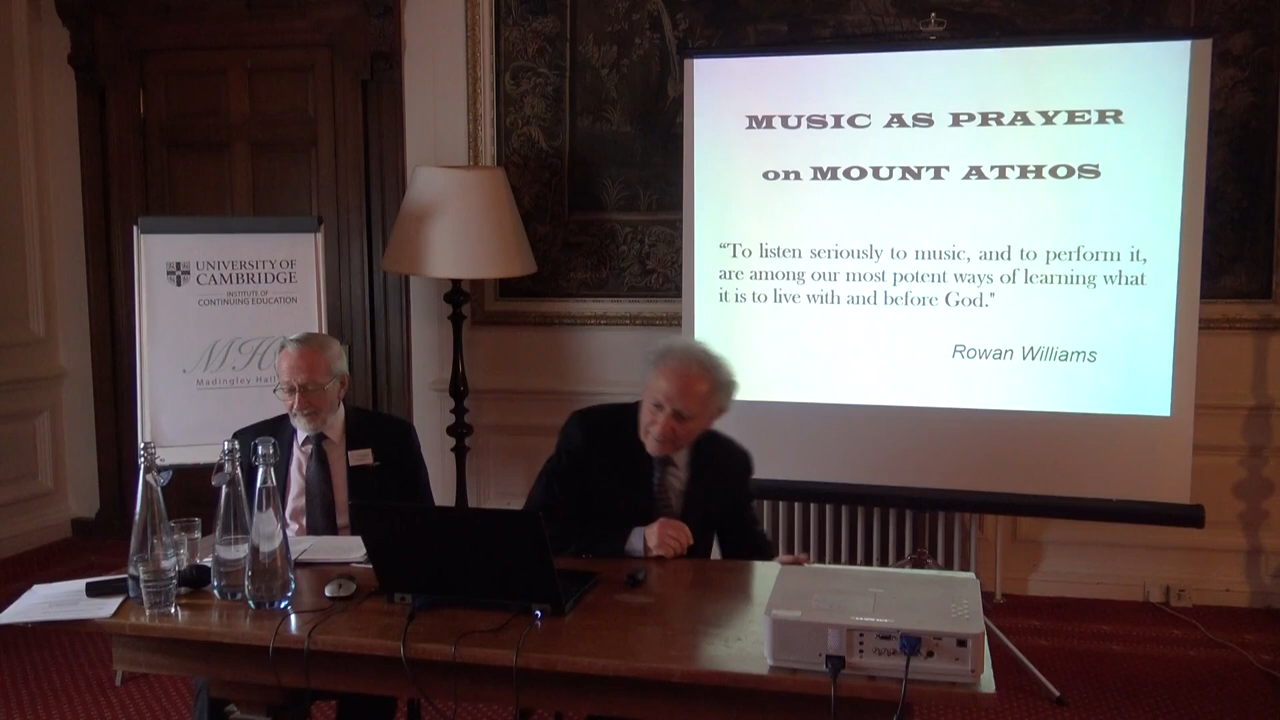 UNIVERSITY OF
CAMBRIDGE
INSTITUTE OF
CONTINUING EDUCATION
Madingley Hall
MUSIC AS PRAYER
on MOUNT ATHOS
“To listen seriously to music, and to perform it,
are among our most potent ways of learning what
it is to live with and before God."
Rowan Williams